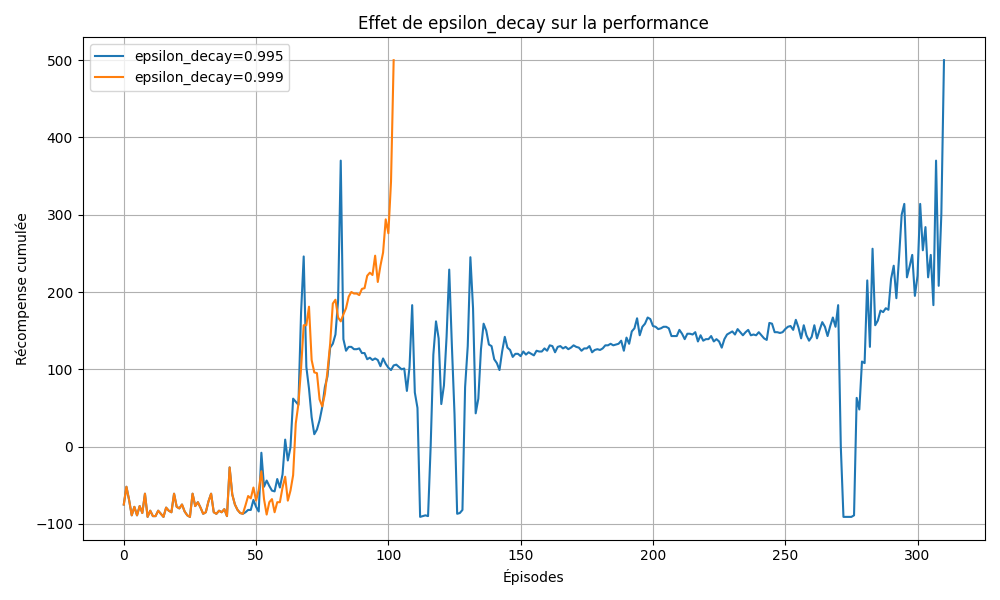 Effet de epsilon_decay sur la performance
epsilon_decay=0.995
epsilon_decay=0.999
Récompense cumulée
500
400
300
200
100
0
−100
0 50 100 150 200 250 300
Épisodes